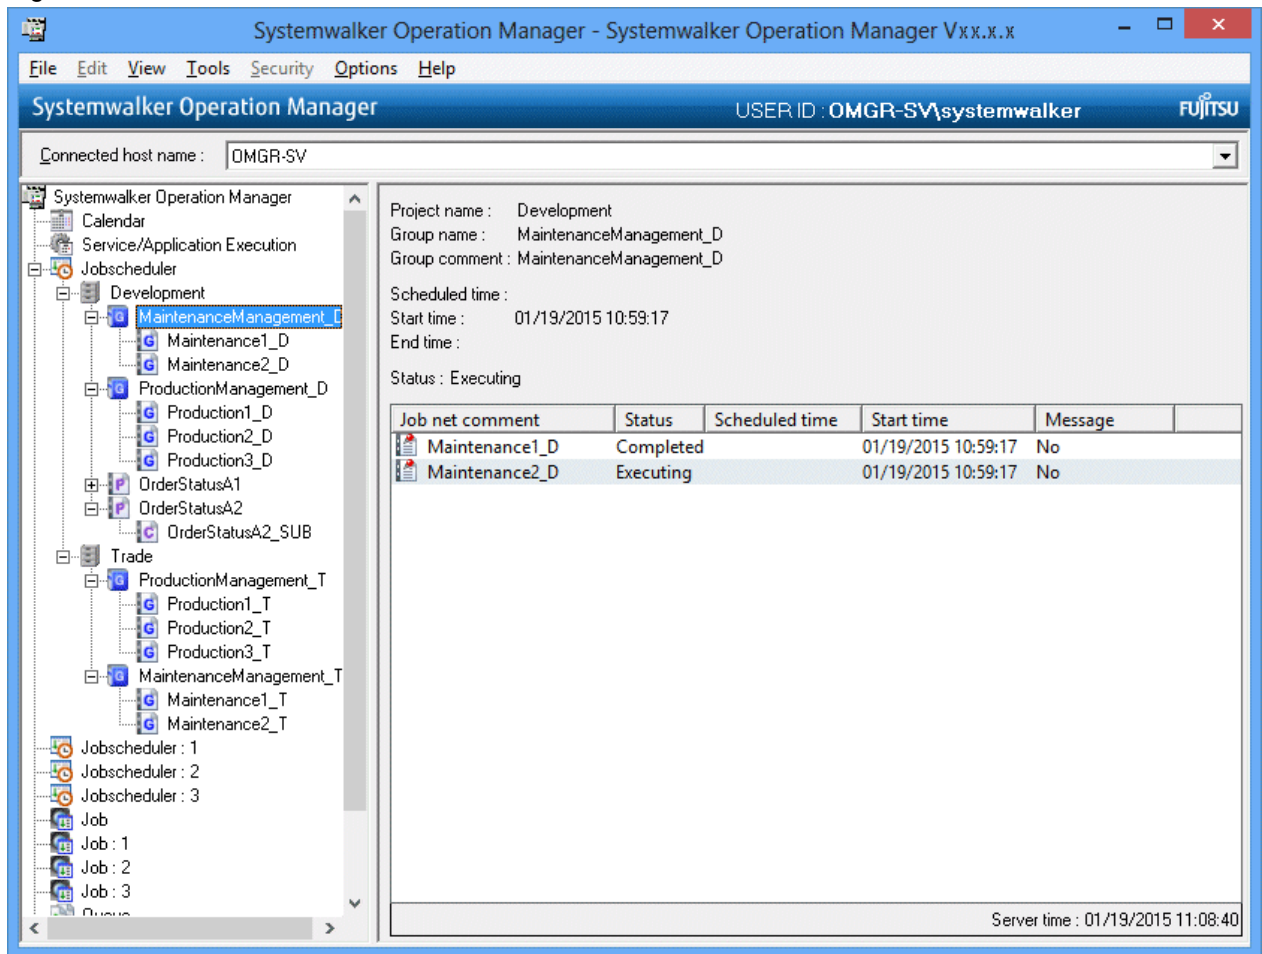 Systemwalker Operation Manager - Systemwalker Operation Manager Vxx.x.x
File Edit View Tools Security Options Help
Systemwalker Operation Manager USER ID : OMGR-SV\systemwalker FUJITSU
Connected host name : OMGR-SV
Systemwalker Operation Manager
Calendar
Service/Application Execution
Jobscheduler
Development
MaintenanceManagement_D
Maintenance1_D
Maintenance2_D
ProductionManagement_D
Production1_D
Production2_D
Production3_D
OrderStatusA1
OrderStatusA2
OrderStatusA2_SUB
Trade
ProductionManagement_T
Production1_T
Production2_T
Production3_T
MaintenanceManagement_T
Maintenance1_T
Maintenance2_T
Jobscheduler : 1
Jobscheduler : 2
Jobscheduler : 3
Job
Job : 1
Job : 2
Job : 3
Queue
Project name : Development
Group name : MaintenanceManagement_D
Group comment : MaintenanceManagement_D
Scheduled time :
Start time : 01/19/2015 10:59:17
End time :
Status : Executing
Job net comment Status Scheduled time Start time Message
Maintenance1_D Completed 01/19/2015 10:59:17 No
Maintenance2_D Executing 01/19/2015 10:59:17 No
Server time : 01/19/2015 11:08:40